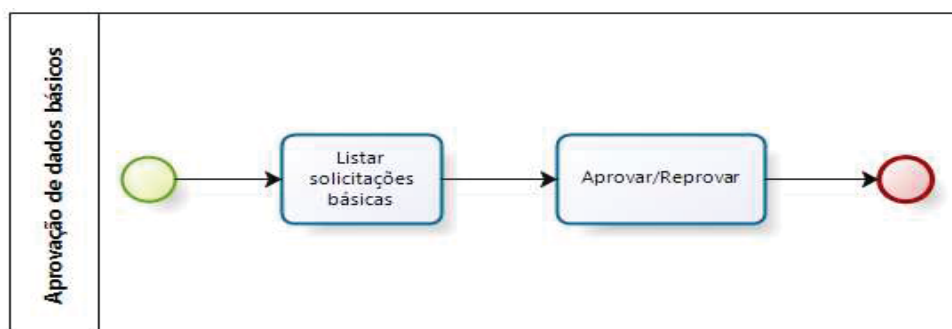 Aprovação de dados básicos
Listar
solicitações
básicas
Aprovar/Reprovar